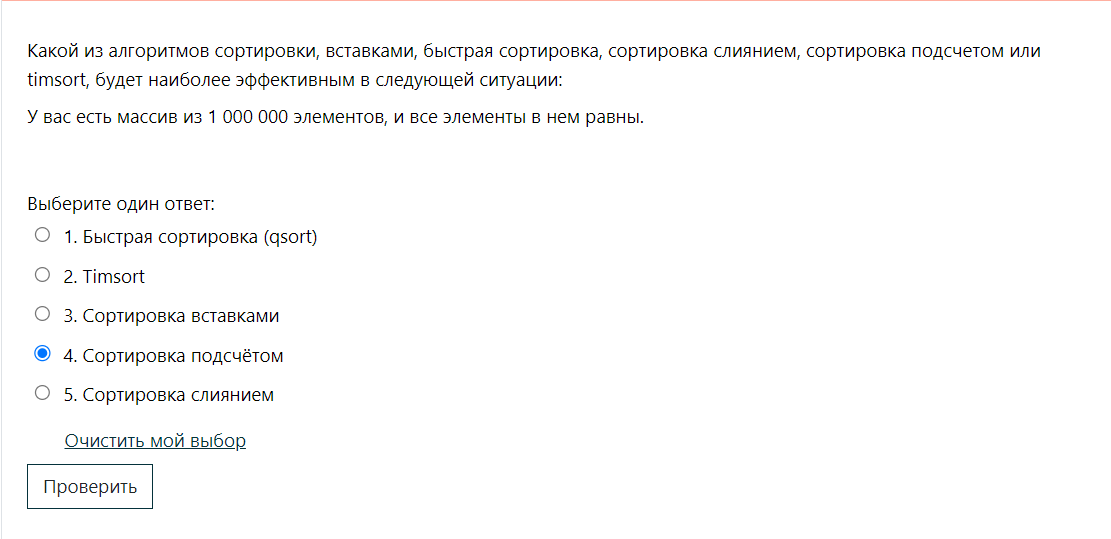 Какой из алгоритмов сортировки, вставками, быстрая сортировка, сортировка слиянием, сортировка подсчетом или
timsort, будет наиболее эффективным в следующей ситуации:
У вас есть массив из 1 000 000 элементов, и все элементы в нем равны.
Выберите один ответ:
1. Быстрая сортировка (qsort)
2. Timsort
3. Сортировка вставками
4. Сортировка подсчётом
5. Сортировка слиянием
Очистить мой выбор
Проверить